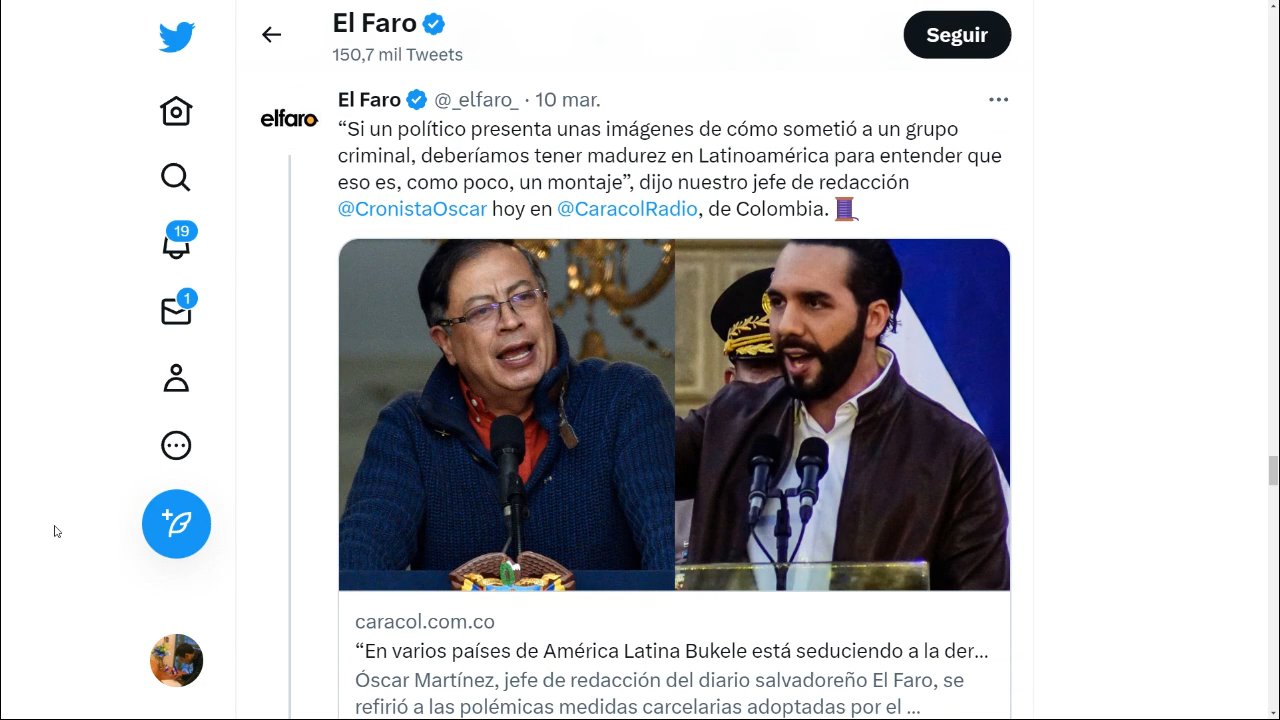 El Faro
150,7 mil Tweets
Seguir
El Faro @_elfaro_ · 10 mar.
elfaro
“Si un político presenta unas imágenes de cómo sometió a un grupo
criminal, deberíamos tener madurez en Latinoamérica para entender que
eso es, como poco, un montaje”, dijo nuestro jefe de redacción
@CronistaOscar hoy en @CaracolRadio, de Colombia.
19
1
caracol.com.co
“En varios países de América Latina Bukele está seduciendo a la der...
Óscar Martínez, jefe de redacción del diario salvadoreño El Faro, se
refirió a las polémicas medidas carcelarias adoptadas por el ...